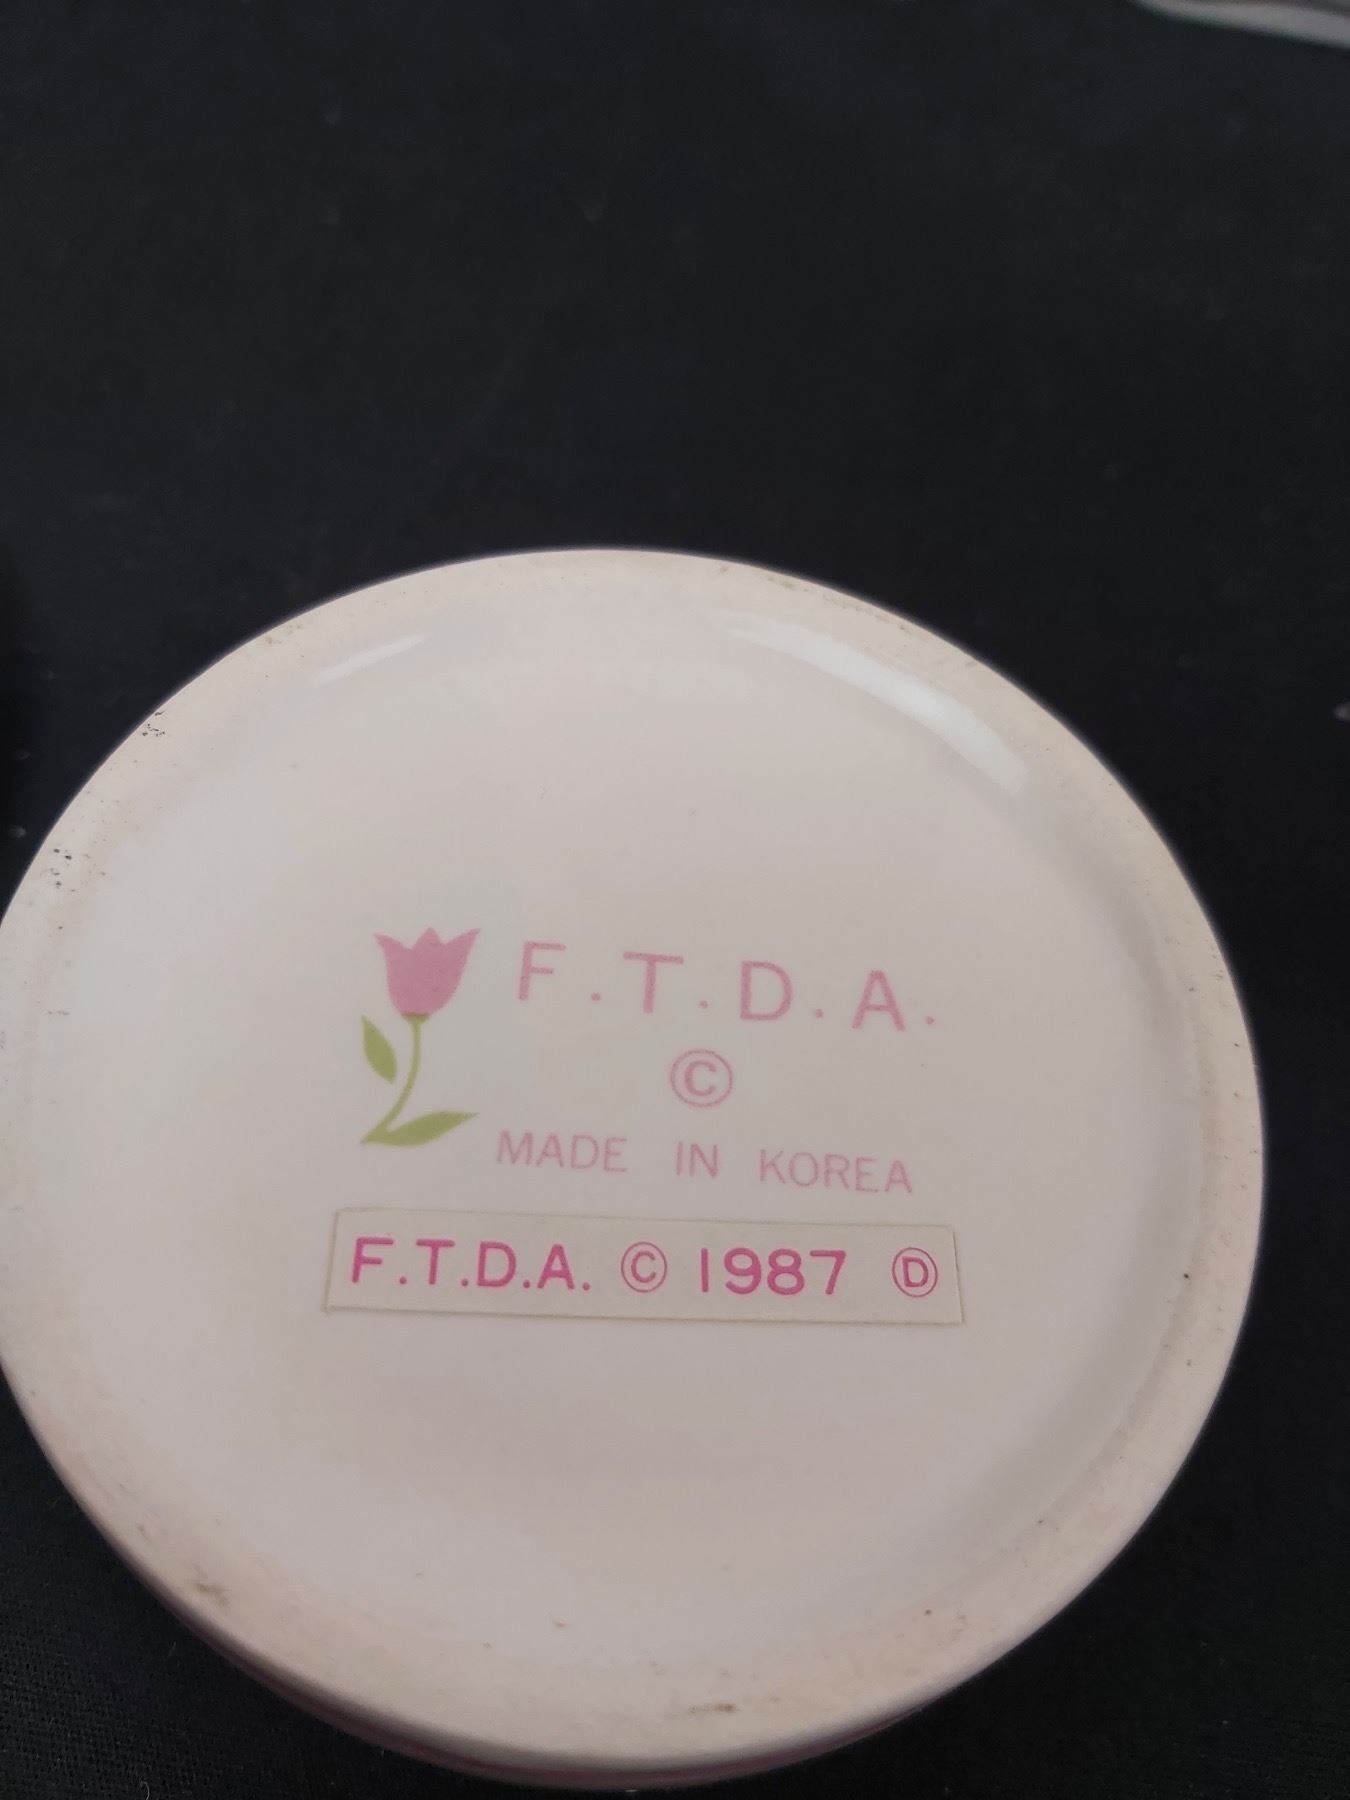 F.T.D.A.
©
MADE IN KOREA
F.T.D.A. © 1987 Ⓓ